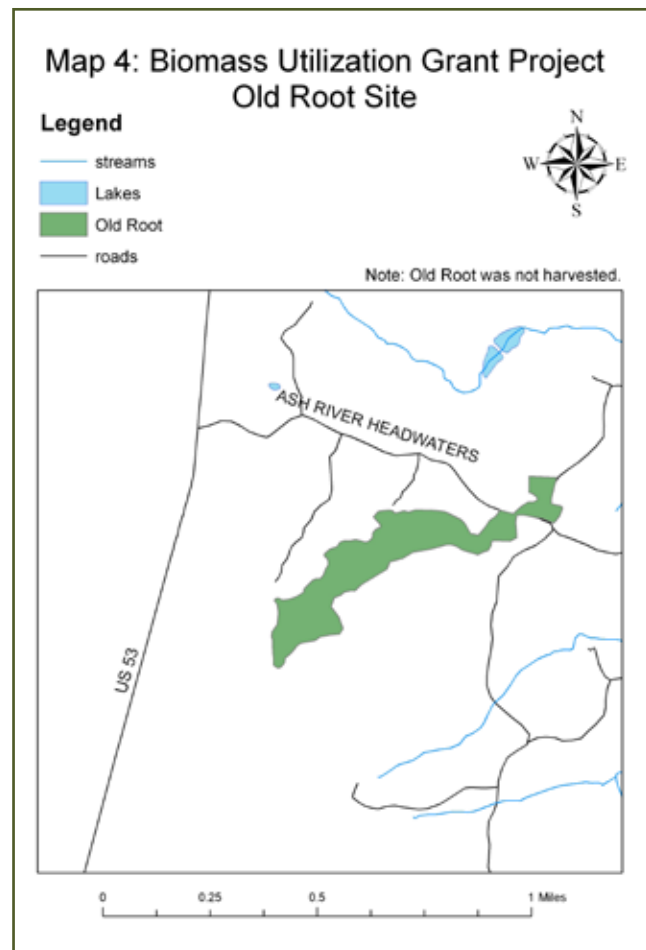 Map 4: Biomass Utilization Grant Project
Old Root Site
Legend
N
W E
S
streams
Lakes
Old Root
roads
Note: Old Root was not harvested.
ASH RIVER HEADWATERS
US 53
0 0.25 0.5 1 Miles